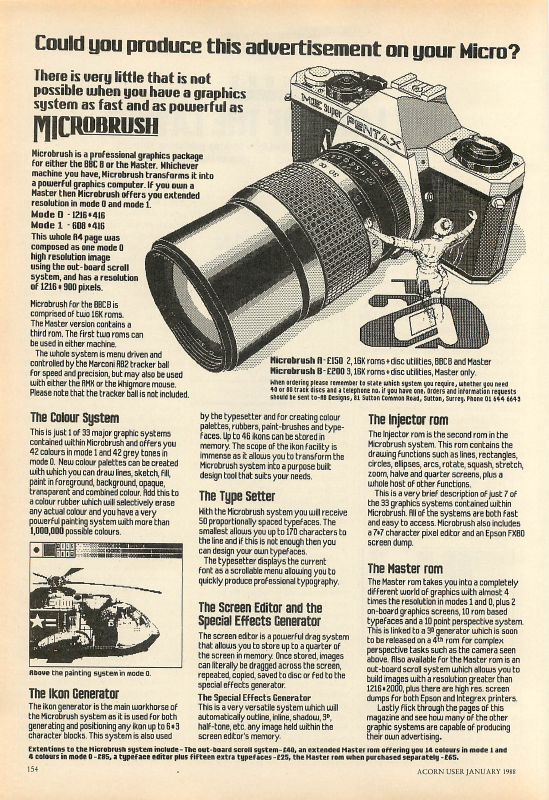 Could you produce this advertisement on your Micro?
There is very little that is not
possible when you have a graphics
system as fast and as powerful as
MICROBRUSH
Microbrush is a professional graphics package
for either the BBC B or the Master. Whichever
machine you have, Microbrush transforms it into
a powerful graphics computer. If you own a
Master then Microbrush offers you extended
resolution in mode 0 and mode 1.
Mode 0 - 1216*416
Mode 1 - 608*416
This whole A4 page was
composed as one mode 0
high resolution image
using the out-board scroll
system, and has a resolution
of 1216*900 pixels.
Microbrush for the BBCB is
comprised of two 16K roms.
The Master version contains a
third rom. The first two roms can
be used in either machine.
The whole system is menu driven and
controlled by the Marconi RB2 tracker ball
for speed and precision, but may also be used
with either the AMX or the Whigmore mouse.
Please note that the tracker ball is not included.
PENTAX
Microbrush A-£150 2,16K roms+disc utilities, BBCB and Master
Microbrush B-£200 3,16K roms+disc utilities, Master only.
When ordering please remember to state which system you require, whether you need
40 or 80 track discs and a telephone no. if you have one. Orders and information requests
should be sent to-AB Designs, 81 Sutton Common Road, Sutton, Surrey. Phone 01 644 6643
The Colour System
This is just 1 of 33 major graphic systems
contained within Microbrush and offers you
42 colours in mode 1 and 42 grey tones in
mode 0. New colour palettes can be created
with which you can draw lines, sketch, fill,
paint in foreground, background, opaque,
transparent and combined colour. Add this to
a colour rubber which will selectively erase
any actual colour and you have a very
powerful painting system with more than
1,000,000 possible colours.
Above the painting system in mode 0.
The Ikon Generator
The ikon generator is the main workhorse of
the Microbrush system as it is used for both
generating and positioning any ikon up to 6*3
character blocks. This system is also used
by the typesetter and for creating colour
palettes, rubbers, paint-brushes and type-
faces. Up to 46 ikons can be stored in
memory. The scope of the ikon facility is
immense as it allows you to transform the
Microbrush system into a purpose built
design tool that suits your needs.
The Type Setter
With the Microbrush system you will receive
50 proportionally spaced typefaces. The
smallest allows you up to 170 characters to
the line and if this is not enough then you
can design your own typefaces.
The typesetter displays the current
font as a scrollable menu allowing you to
quickly produce professional typography.
The Screen Editor and the
Special Effects Generator
The screen editor is a powerful drag system
that allows you to store up to a quarter of
the screen in memory. Once stored, images
can literally be dragged across the screen,
repeated, copied, saved to disc or fed to the
special effects generator.
The Special Effects Generator
This is a very versatile system which will
automatically outline, inline, shadow, 3D,
half-tone, etc. any image held within the
screen editor's memory.
The Injector rom
The Injector rom is the second rom in the
Microbrush system. This rom contains the
drawing functions such as lines, rectangles,
circles, ellipses, arcs, rotate, squash, stretch,
zoom, halve and quarter screens, plus a
whole host of other functions.
This is a very brief description of just 7 of
the 33 graphics systems contained within
Microbrush. All of the systems are both fast
and easy to access. Microbrush also includes
a 7*7 character pixel editor and an Epson FX80
screen dump.
The Master rom
The Master rom takes you into a completely
different world of graphics with almost 4
times the resolution in modes 1 and 0, plus 2
on-board graphics screens, 10 rom based
typefaces and a 10 point perspective system.
This is linked to a 3D generator which is soon
to be released on a 4th rom for complex
perspective tasks such as the camera seen
above. Also available for the Master rom is an
out-board scroll system which allows you to
build images with a resolution greater than
1216*2000, plus there are high res. screen
dumps for both Epson and Integrex printers.
Lastly flick through the pages of this
magazine and see how many of the other
graphic systems are capable of producing
their own advertising.
Extentions to the Microbrush system include - The out-board scroll system-£40, an extended Master rom offering you 14 colours in mode 1 and
4 colours in mode 0-£85, a typeface editor plus fifteen extra typefaces-£25, the Master rom when purchased separately -£65.
154
ACORN USER JANUARY 1988